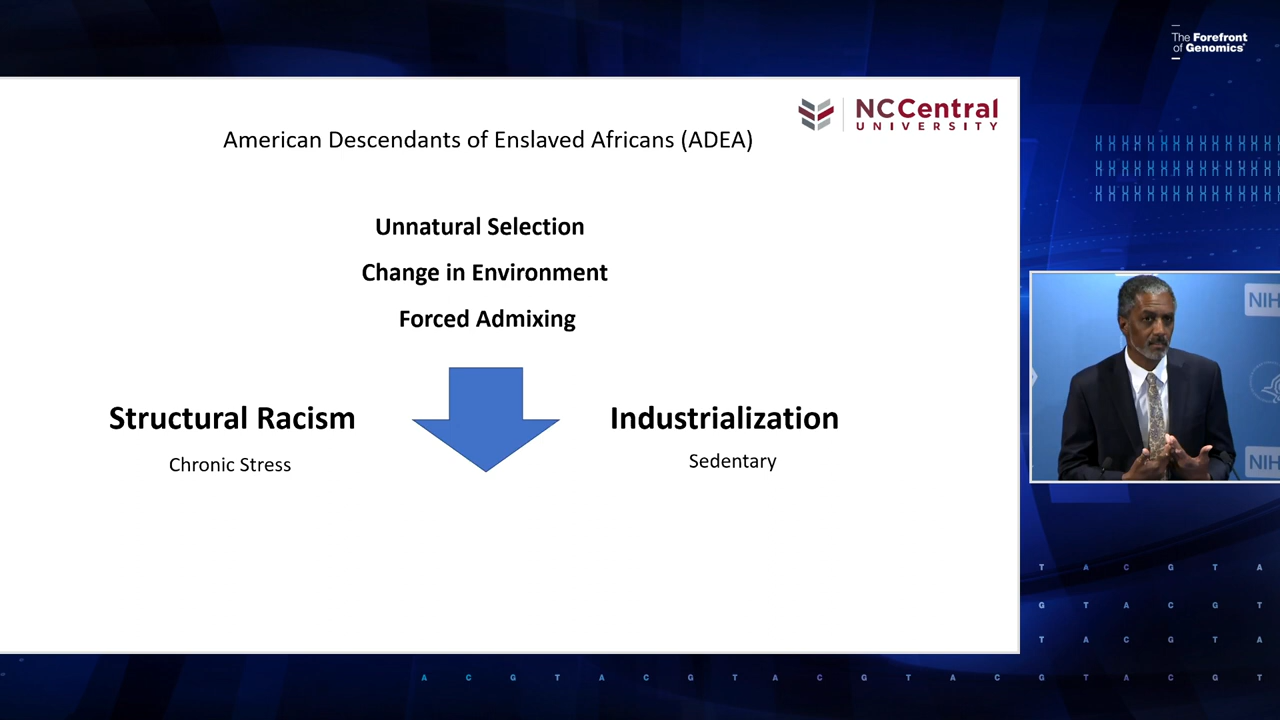 The Forefront
of Genomics®
NCCentral
UNIVERSITY
American Descendants of Enslaved Africans (ADEA)
Unnatural Selection
Change in Environment
Forced Admixing
Structural Racism
Industrialization
Chronic Stress
Sedentary
NIH
NIH
T A C G T A
G T A C G T
T A C G T A
A C G T A C G T A C G T A C G T A C G T